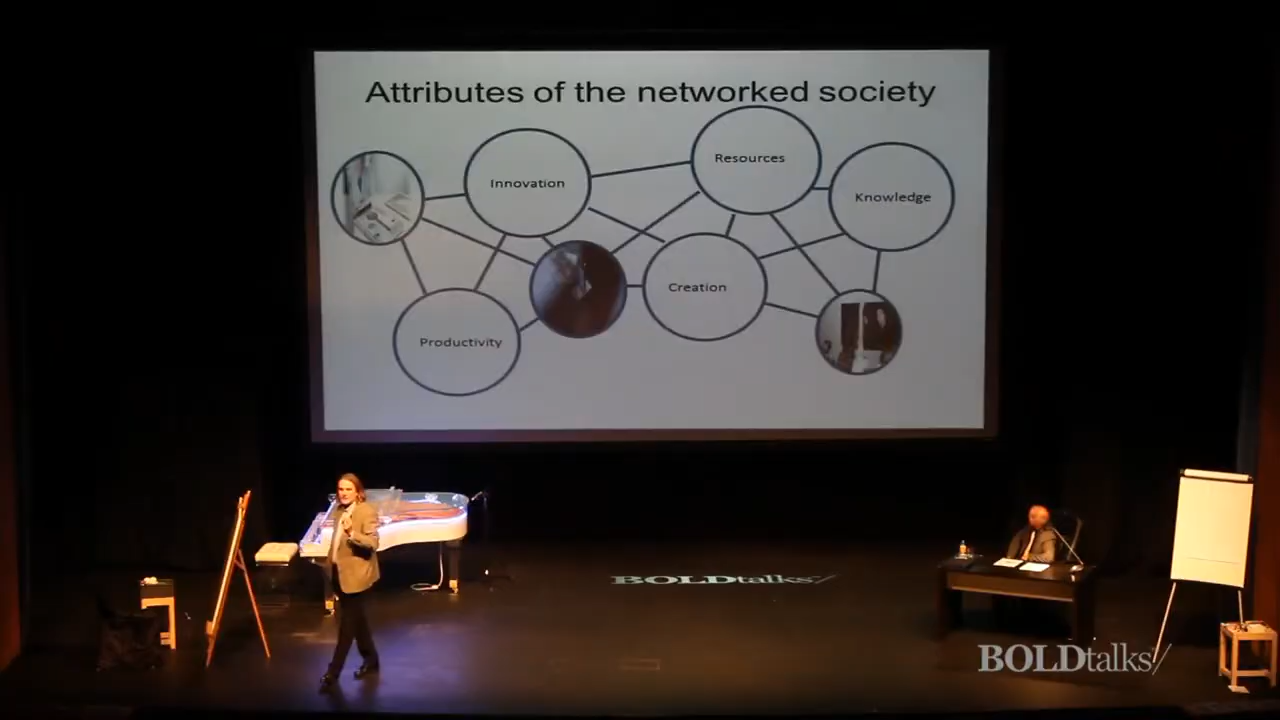 Attributes of the networked society
Innovation
Resources
Knowledge
Creation
Productivity
BOLDtalks/
BOLDtalks/